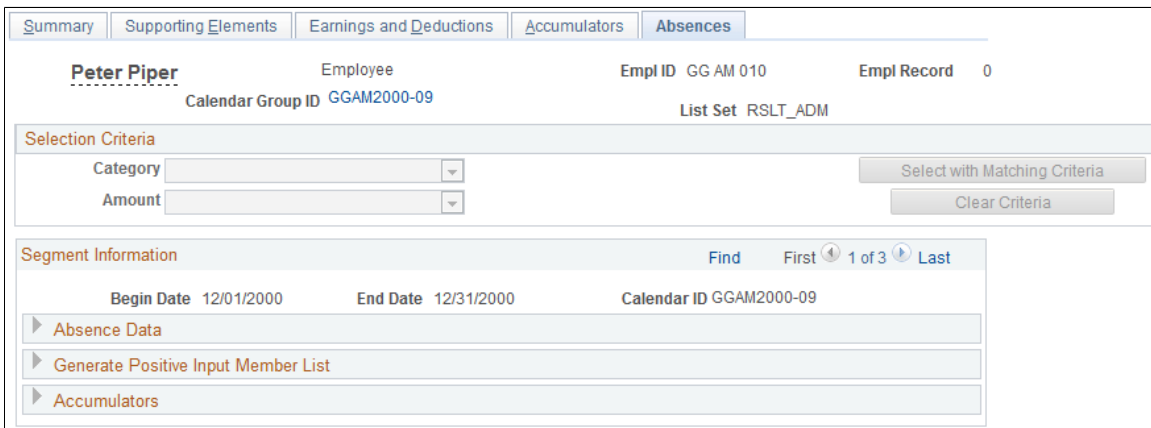 Summary Supporting Elements Earnings and Deductions Accumulators Absences
Peter Piper Employee Empl ID GG AM 010 Empl Record 0
Calendar Group ID GGAM2000-09 List Set RSLT_ADM
Selection Criteria
Category Select with Matching Criteria
Amount Clear Criteria
Segment Information Find First 1 of 3 Last
Begin Date 12/01/2000 End Date 12/31/2000 Calendar ID GGAM2000-09
Absence Data
Generate Positive Input Member List
Accumulators